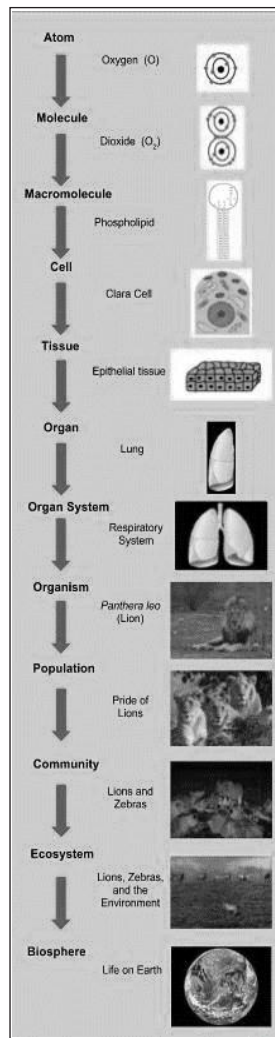 Atom
Oxygen (O)
Molecule
Dioxide (O₂)
Macromolecule
Phospholipid
Cell
Clara Cell
Tissue
Epithelial tissue
Organ
Lung
Organ System
Respiratory
System
Organism
Panthera leo
(Lion)
Population
Pride of
Lions
Community
Lions and
Zebras
Ecosystem
Lions, Zebras,
and the
Environment
Biosphere
Life on Earth